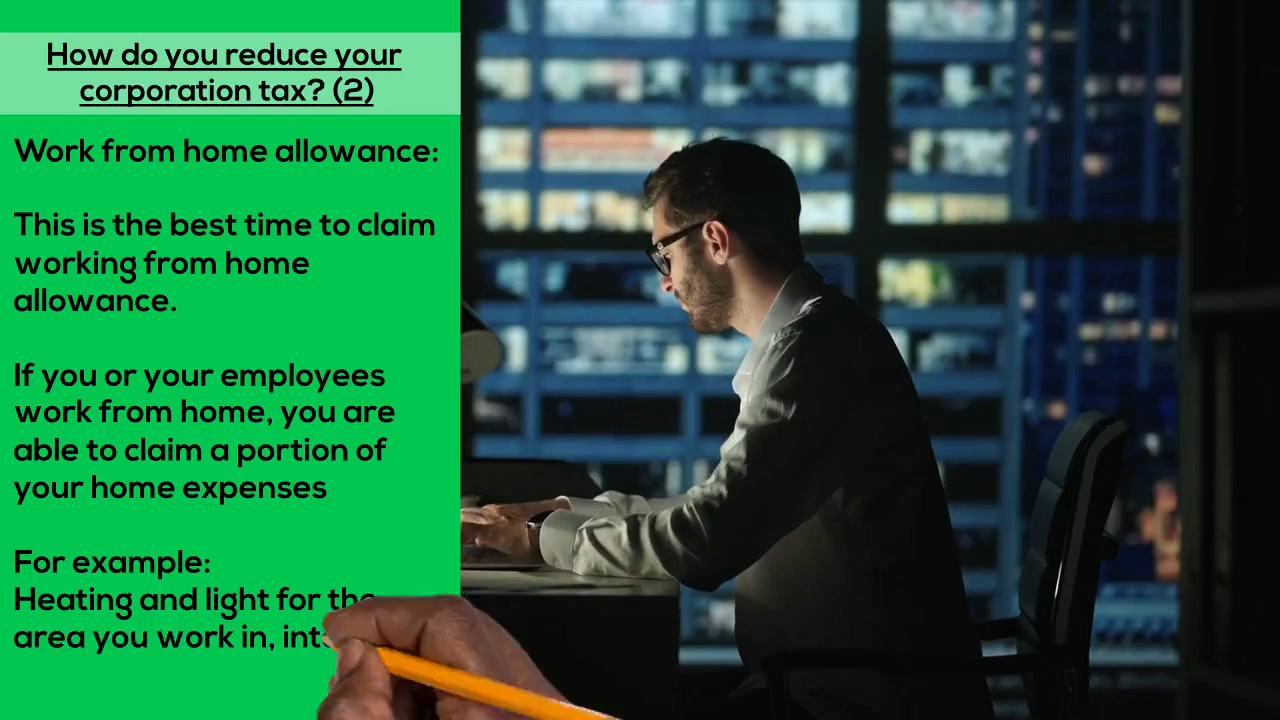 How do you reduce your
corporation tax? (2)
Work from home allowance:
This is the best time to claim
working from home
allowance.
If you or your employees
work from home, you are
able to claim a portion of
your home expenses
For example:
Heating and light for the
area you work in,